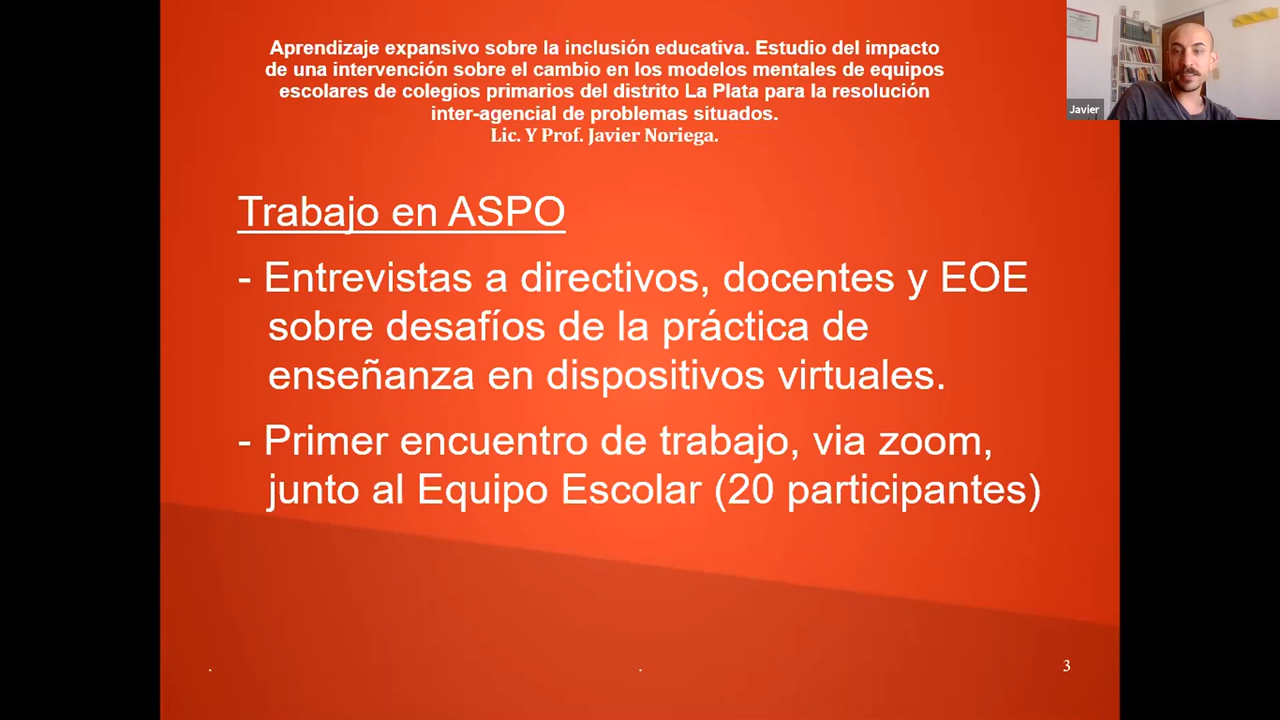 Aprendizaje expansivo sobre la inclusión educativa. Estudio del impacto
de una intervención sobre el cambio en los modelos mentales de equipos
escolares de colegios primarios del distrito La Plata para la resolución
inter-agencial de problemas situados.
Lic. Y Prof. Javier Noriega.
Javier
Trabajo en ASPO
- Entrevistas a directivos, docentes y EOE
sobre desafíos de la práctica de
enseñanza en dispositivos virtuales.
- Primer encuentro de trabajo, via zoom,
junto al Equipo Escolar (20 participantes)
. . 3